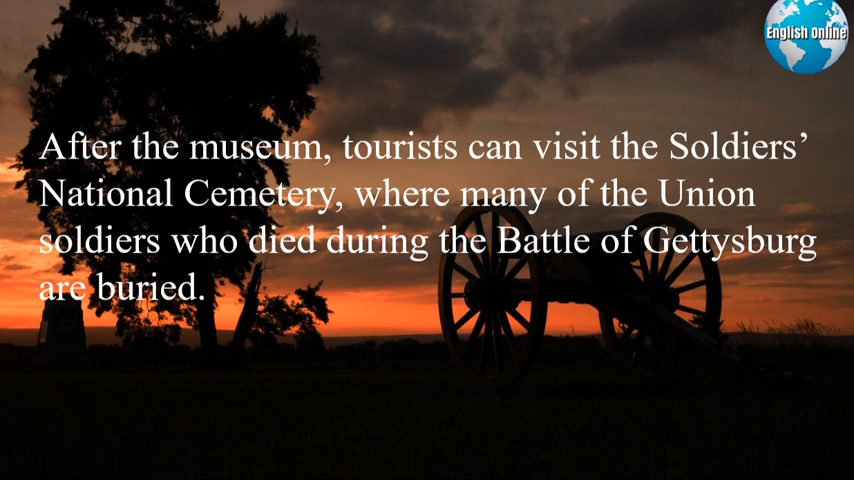 English Online
After the museum, tourists can visit the Soldiers’
National Cemetery, where many of the Union
soldiers who died during the Battle of Gettysburg
are buried.